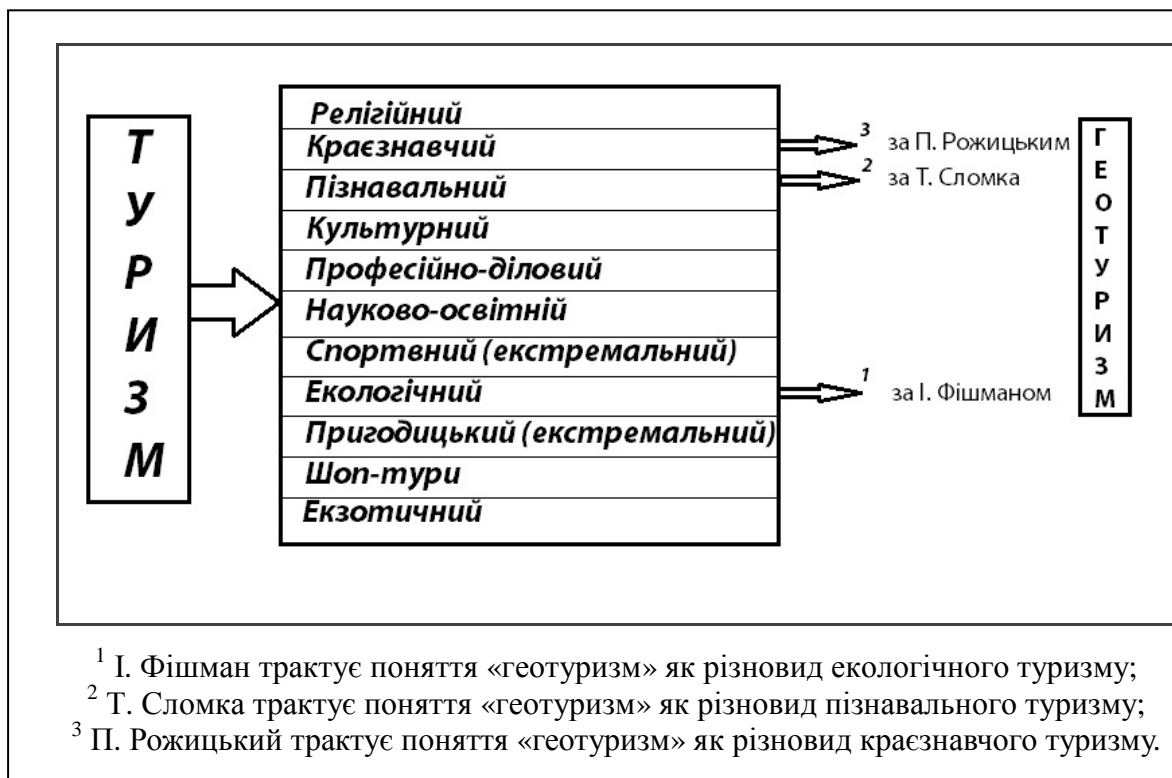 ТУРИЗМ
Релігійний
Краєзнавчий
Пізнавальний
Культурний
Професійно-діловий
Науково-освітній
Спортвний (екстремальний)
Екологічний
Пригодицький (екстремальний)
Шоп-тури
Екзотичний
3 за П. Рожицьким
2 за Т. Сломка
1 за І. Фішманом
ГЕОТУРИЗМ
1 І. Фішман трактує поняття «геотуризм» як різновид екологічного туризму;
2 Т. Сломка трактує поняття «геотуризм» як різновид пізнавального туризму;
3 П. Рожицький трактує поняття «геотуризм» як різновид краєзнавчого туризму.